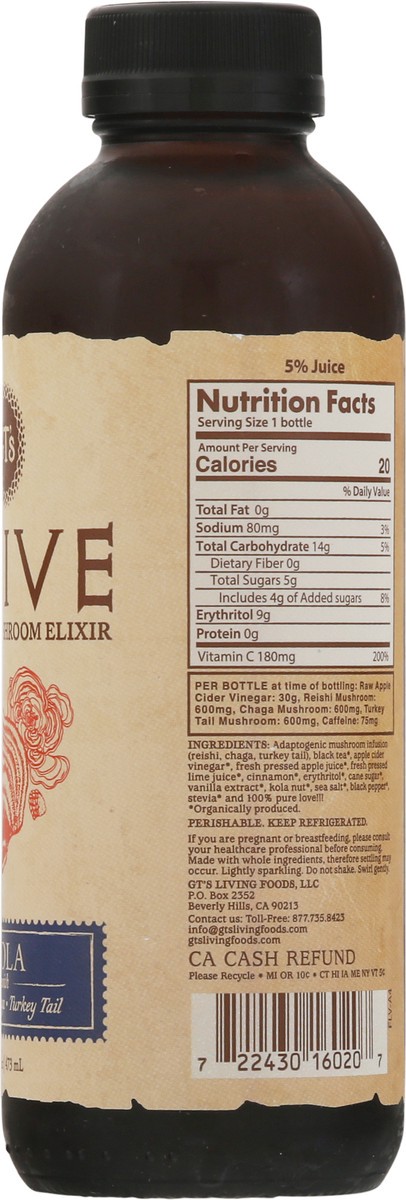 5% Juice
Nutrition Facts
Serving Size 1 bottle
Amount Per Serving
Calories 20
% Daily Value
Total Fat 0g
Sodium 80mg 3%
Total Carbohydrate 14g 5%
Dietary Fiber 0g
Total Sugars 5g
Includes 4g of Added sugars 8%
Erythritol 9g
Protein 0g
Vitamin C 180mg 200%
PER BOTTLE at time of bottling: Raw Apple
Cider Vinegar: 30g, Reishi Mushroom:
600mg, Chaga Mushroom: 600mg, Turkey
Tail Mushroom: 600mg, Caffeine: 75mg
INGREDIENTS: Adaptogenic mushroom infusion
(reishi, chaga, turkey tail), black tea*, apple cider
vinegar*, fresh pressed apple juice*, fresh pressed
lime juice*, cinnamon*, erythritol*, cane sugar*,
vanilla extract*, kola nut*, sea salt*, black pepper*,
stevia* and 100% pure love!!!
*Organically produced.
PERISHABLE. KEEP REFRIGERATED.
If you are pregnant or breastfeeding, please consult
your healthcare professional before consuming.
Made with whole ingredients, therefore settling may
occur. Lightly sparkling. Do not shake. Swirl gently.
GT'S LIVING FOODS, LLC
P.O. Box 2352
Beverly Hills, CA 90213
Contact us: Toll-Free: 877.735.8423
info@gtslivingfoods.com
gtslivingfoods.com
CA CASH REFUND
Please Recycle • MI OR 10¢ • CT HI IA ME NY VT 5¢
FLV-A4
7 22430 16020 7
T's
IVE
HROOM ELIXIR
OLA
• Turkey Tail
473 mL